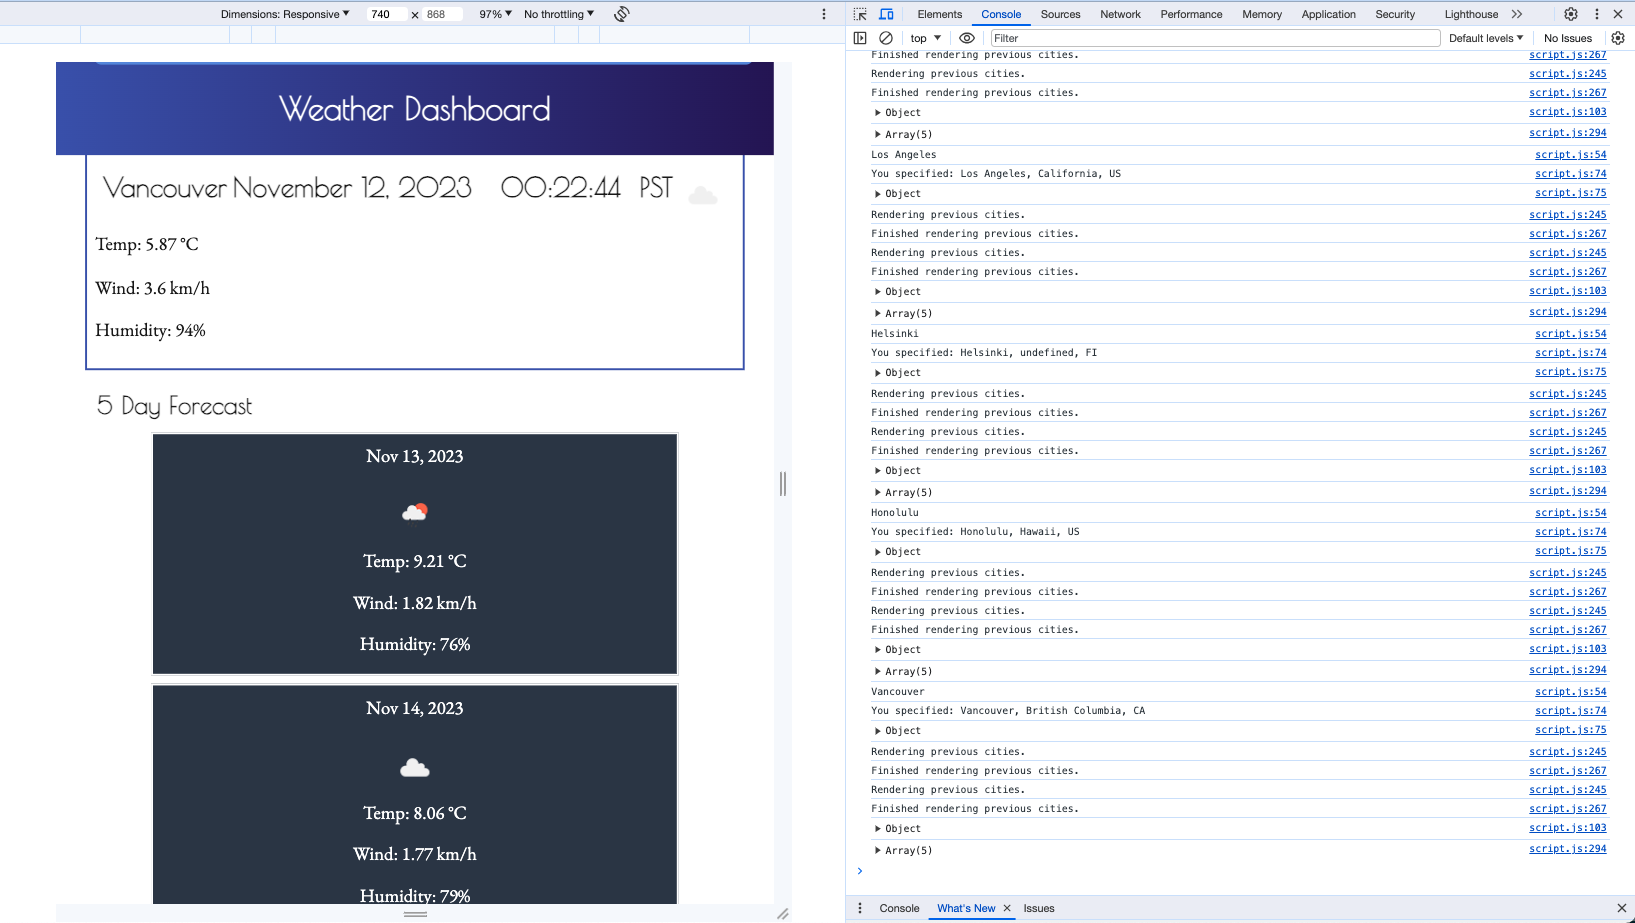 Dimensions: Responsive ▼ 740 × 868 97% ▼ No throttling ▼
Weather Dashboard
Vancouver November 12, 2023 00:22:44 PST
Temp: 5.87 °C
Wind: 3.6 km/h
Humidity: 94%
5 Day Forecast
Nov 13, 2023
Temp: 9.21 °C
Wind: 1.82 km/h
Humidity: 76%
Nov 14, 2023
Temp: 8.06 °C
Wind: 1.77 km/h
Humidity: 79%
Elements Console Sources Network Performance Memory Application Security Lighthouse
top ▼ Filter Default levels ▼ No Issues
Finished rendering previous cities. script.js:267
Rendering previous cities. script.js:245
Finished rendering previous cities. script.js:267
▶ Object script.js:103
▶ Array(5) script.js:294
Los Angeles script.js:54
You specified: Los Angeles, California, US script.js:74
▶ Object script.js:75
Rendering previous cities. script.js:245
Finished rendering previous cities. script.js:267
Rendering previous cities. script.js:245
Finished rendering previous cities. script.js:267
▶ Object script.js:103
▶ Array(5) script.js:294
Helsinki script.js:54
You specified: Helsinki, undefined, FI script.js:74
▶ Object script.js:75
Rendering previous cities. script.js:245
Finished rendering previous cities. script.js:267
Rendering previous cities. script.js:245
Finished rendering previous cities. script.js:267
▶ Object script.js:103
▶ Array(5) script.js:294
Honolulu script.js:54
You specified: Honolulu, Hawaii, US script.js:74
▶ Object script.js:75
Rendering previous cities. script.js:245
Finished rendering previous cities. script.js:267
Rendering previous cities. script.js:245
Finished rendering previous cities. script.js:267
▶ Object script.js:103
▶ Array(5) script.js:294
Vancouver script.js:54
You specified: Vancouver, British Columbia, CA script.js:74
▶ Object script.js:75
Rendering previous cities. script.js:245
Finished rendering previous cities. script.js:267
Rendering previous cities. script.js:245
Finished rendering previous cities. script.js:267
▶ Object script.js:103
▶ Array(5) script.js:294
Console What's New × Issues